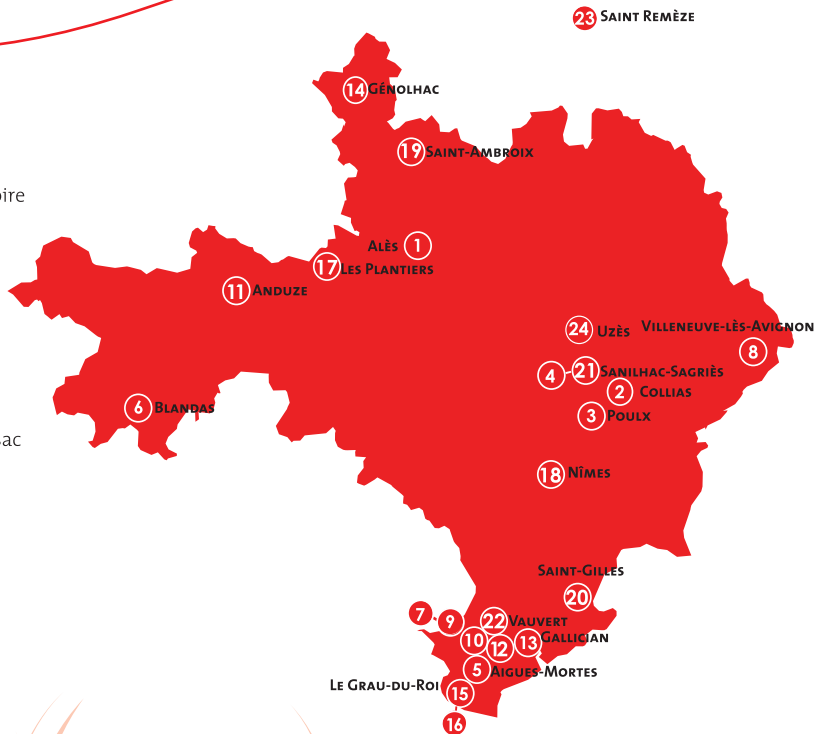 23 Saint Remèze
14 Génolhac
19 Saint-Ambroix
oire
Alès 1
17 Les Plantiers
11 Anduze
24 Uzès
Villeneuve-lès-Avignon
8
4 21 Sanilhac-Sagriès
2 Collias
6 Blandas
3 Poulx
sac
18 Nîmes
Saint-Gilles
20
7 9 22 Vauvert
10 12 13 Gallician
5 Aigues-Mortes
Le Grau-du-Roi 15
16